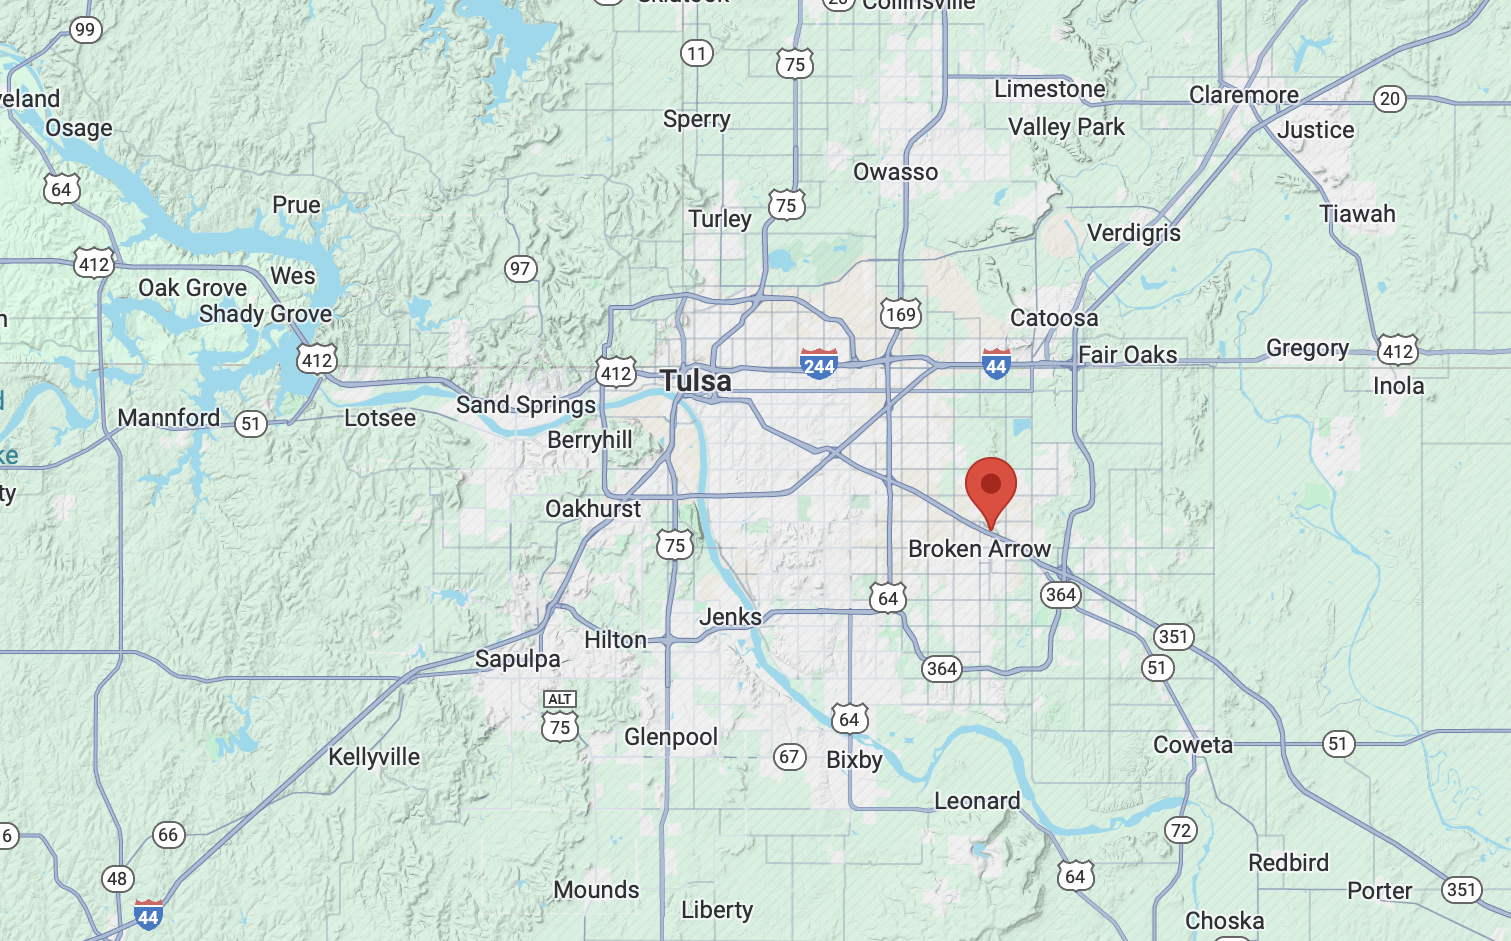 Collinsville
99
11
75
Limestone
Claremore
20
Osage
Sperry
Valley Park
Justice
64
Owasso
Prue
75
Turley
Tiawah
Verdigris
412
97
Wes
Oak Grove
Shady Grove
169
Catoosa
412
412
244
44
Fair Oaks
Gregory
412
Tulsa
Inola
Mannford
51
Lotsee
Sand Springs
Berryhill
Oakhurst
75
Broken Arrow
64
364
Jenks
Hilton
351
Sapulpa
364
51
ALT
75
64
Glenpool
Kellyville
67
Bixby
Coweta
51
Leonard
6
66
72
48
64
Redbird
Mounds
Porter
351
44
Liberty
Choska